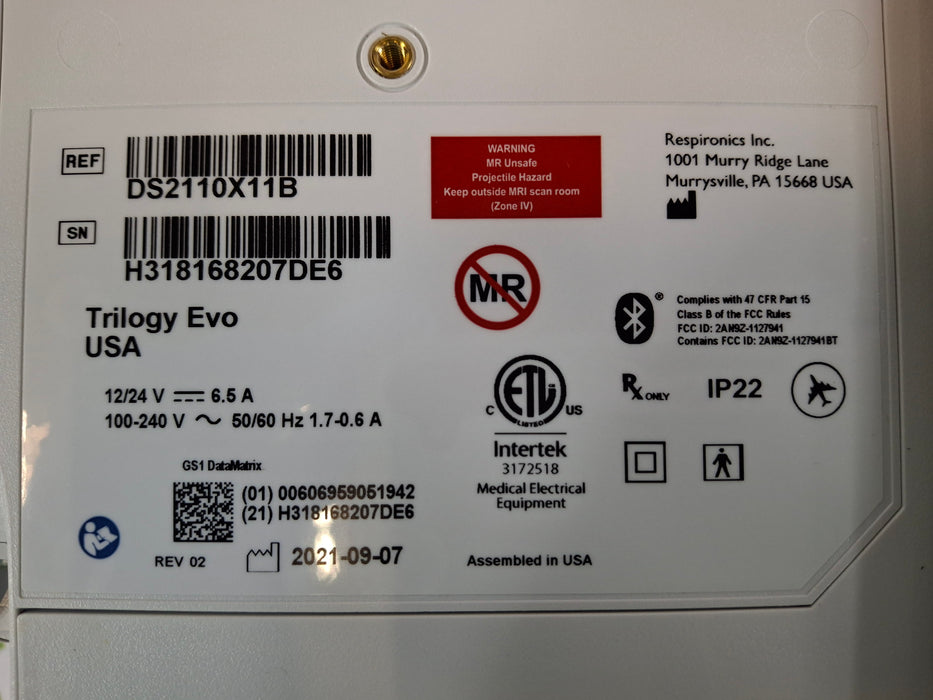 REF
DS2110X11B
SN
H318168207DE6
Trilogy Evo
USA
12/24 V ⎓ 6.5 A
100-240 V ~ 50/60 Hz 1.7-0.6 A
GS1 DataMatrix
(01) 00606959051942
(21) H318168207DE6
REV 02
2021-09-07
WARNING
MR Unsafe
Projectile Hazard
Keep outside MRI scan room
(Zone IV)
MR
ETL
C US
LISTED
Intertek
3172518
Medical Electrical
Equipment
Assembled in USA
Respironics Inc.
1001 Murry Ridge Lane
Murrysville, PA 15668 USA
®
Complies with 47 CFR Part 15
Class B of the FCC Rules
FCC ID: 2AN9Z-1127941
Contains FCC ID: 2AN9Z-1127941BT
Rx ONLY
IP22